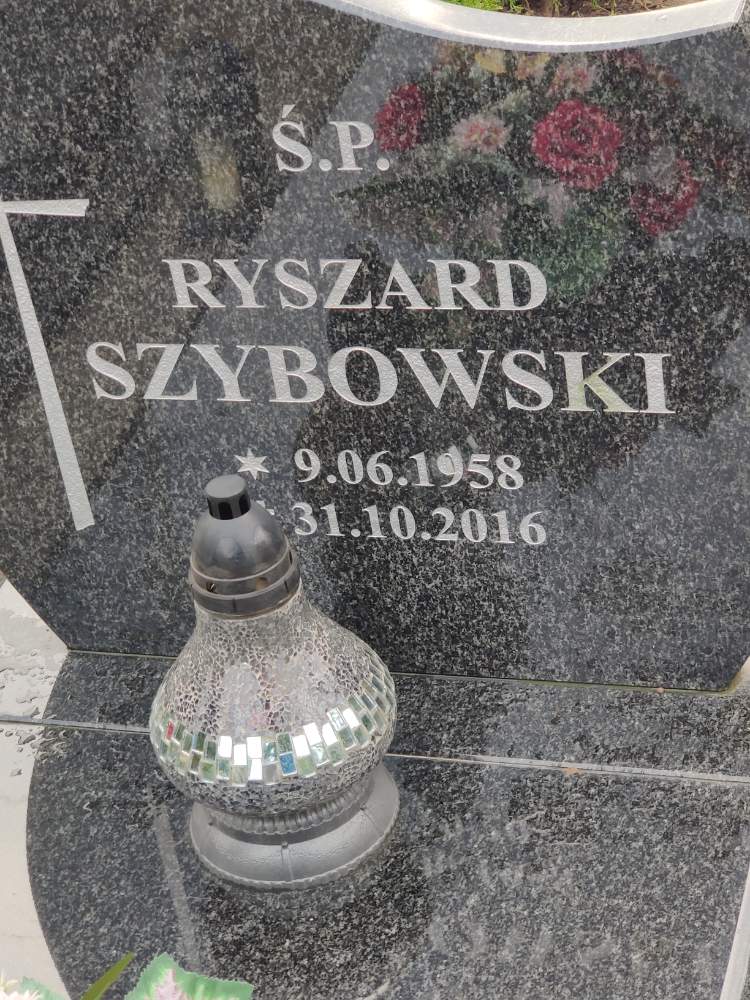 Ś.P.
RYSZARD
SZYBOWSKI
* 9.06.1958
31.10.2016